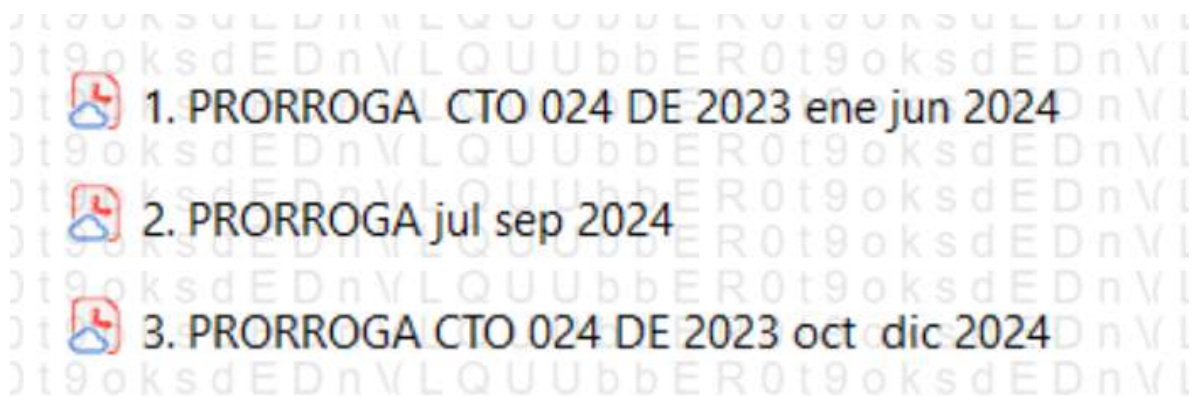 1. PRORROGA  CTO 024 DE 2023 ene jun 2024
2. PRORROGA jul sep 2024
3. PRORROGA CTO 024 DE 2023 oct  dic 2024